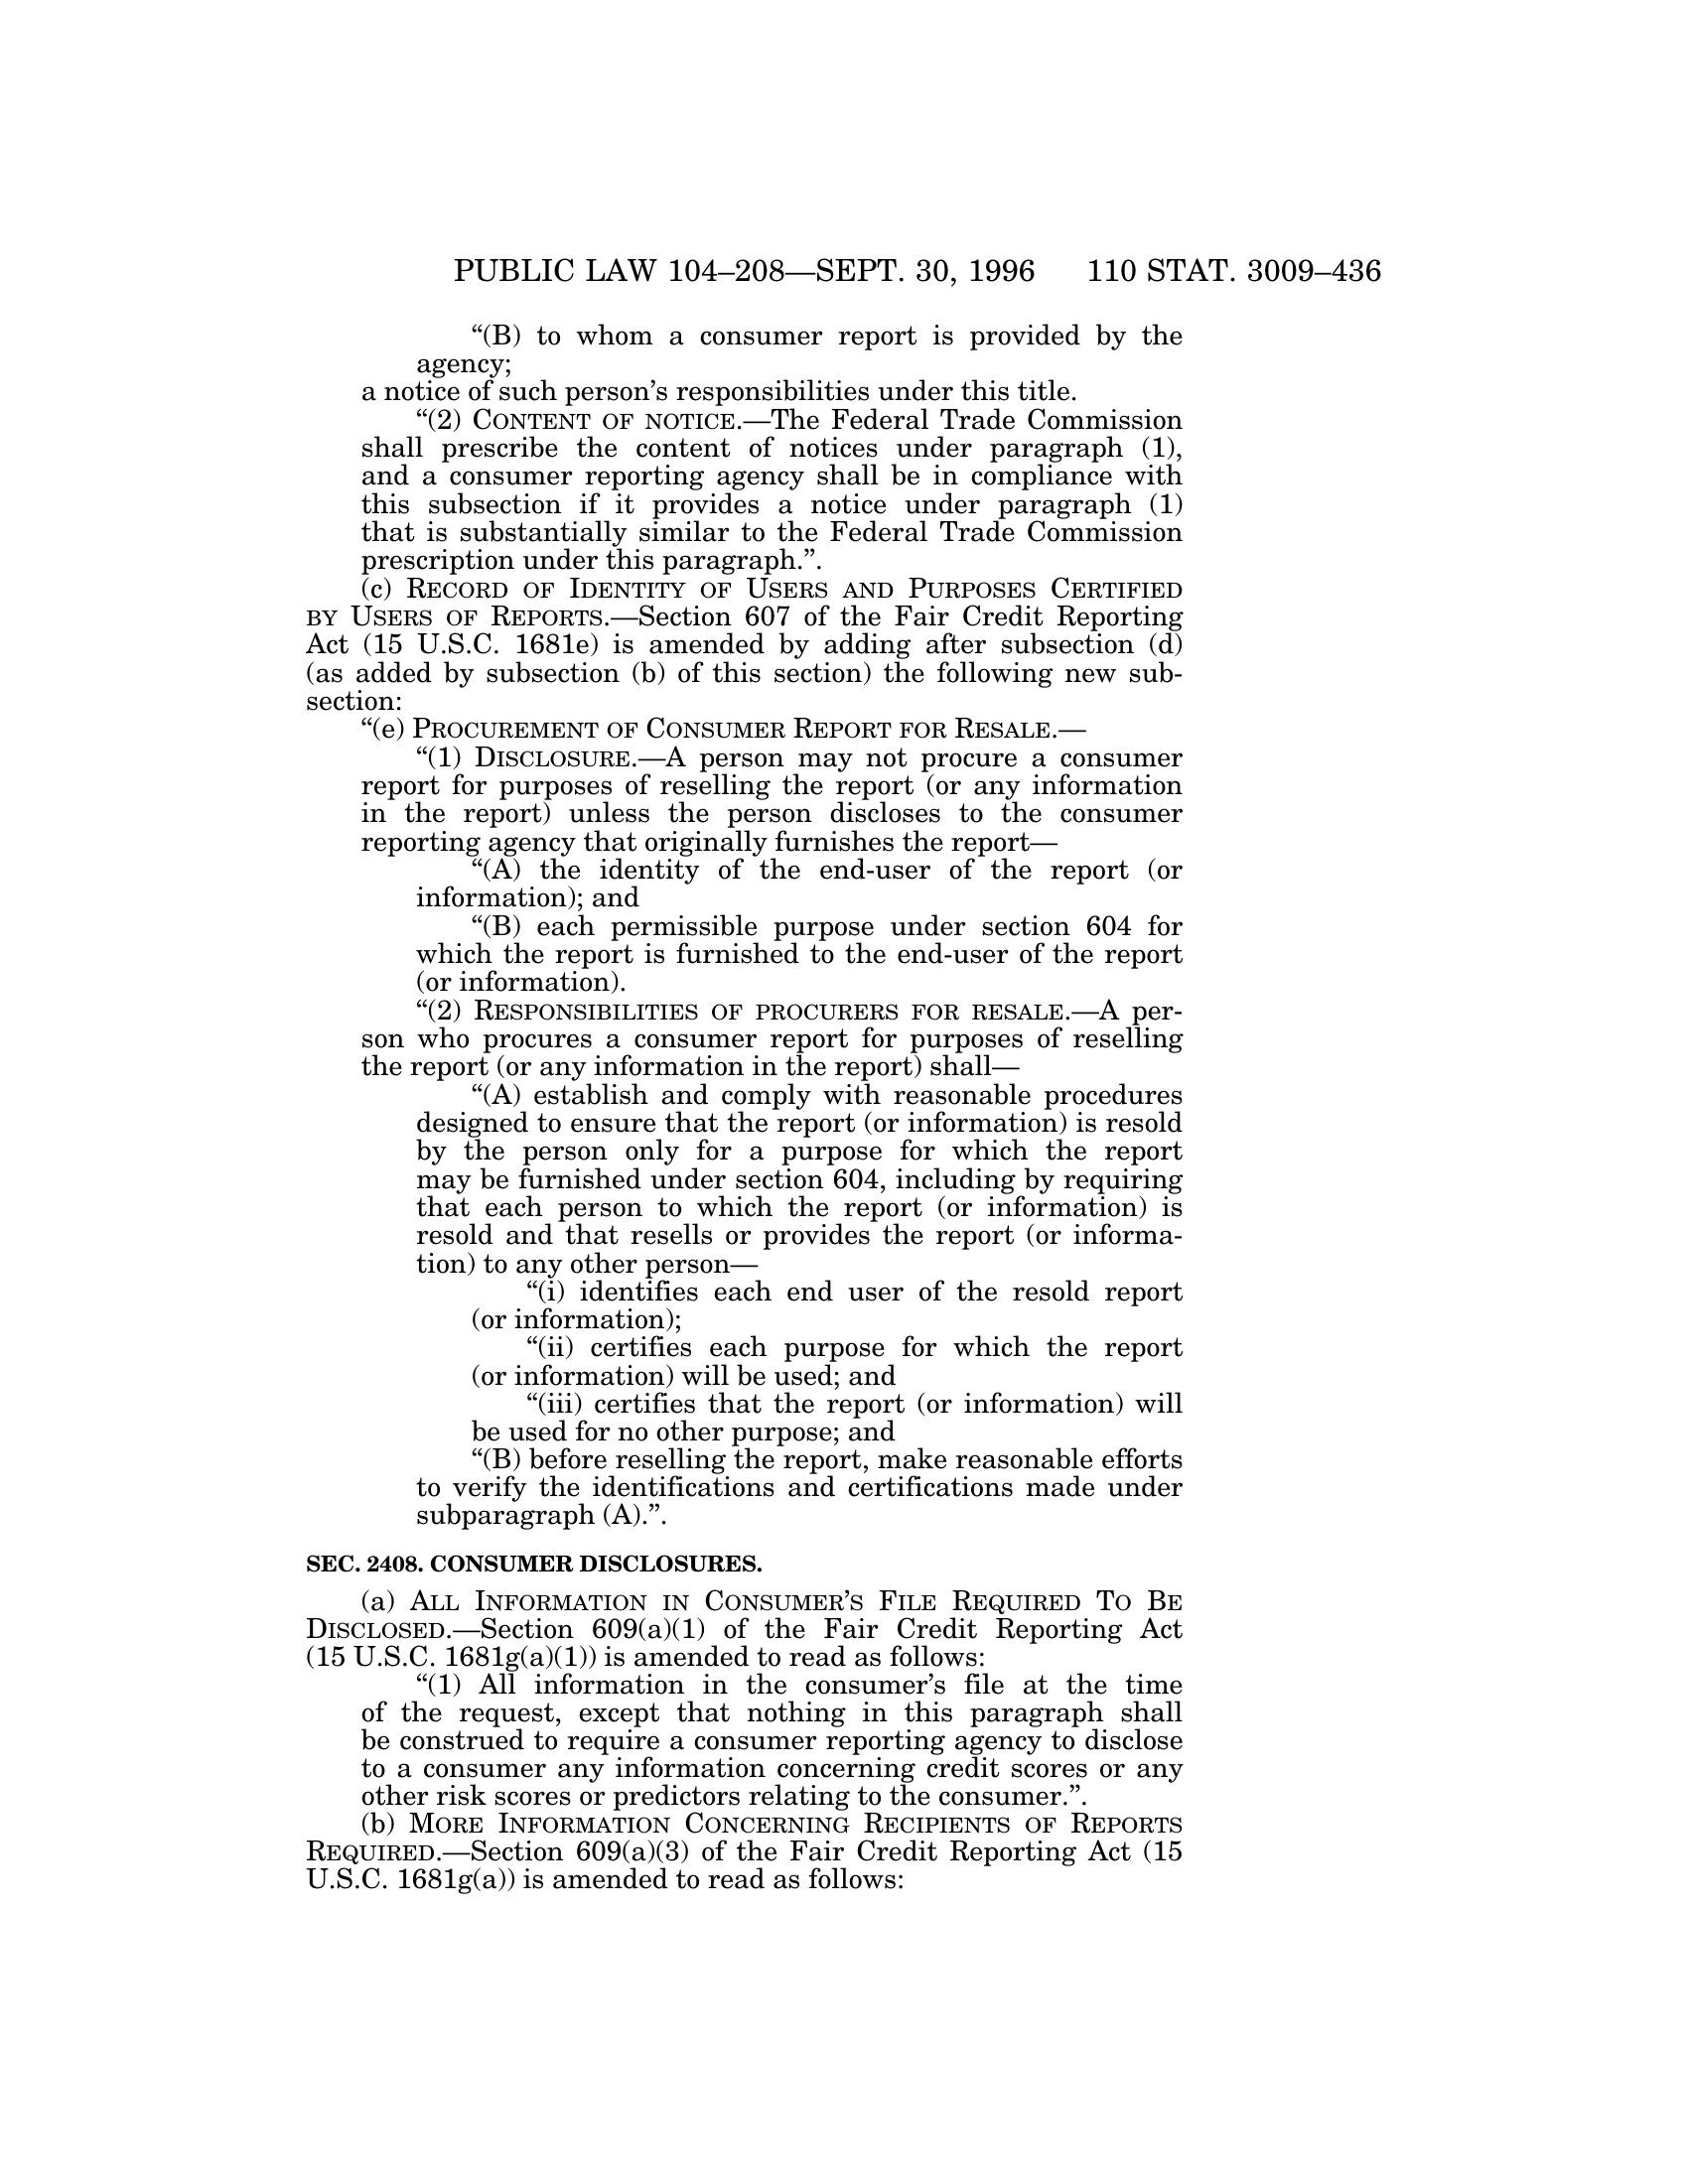 PUBLIC LAW 104–208—SEPT. 30, 1996 110 STAT. 3009–436
“(B) to whom a consumer report is provided by the
agency;
a notice of such person’s responsibilities under this title.
“(2) CONTENT OF NOTICE.—The Federal Trade Commission
shall prescribe the content of notices under paragraph (1),
and a consumer reporting agency shall be in compliance with
this subsection if it provides a notice under paragraph (1)
that is substantially similar to the Federal Trade Commission
prescription under this paragraph.”.
(c) RECORD OF IDENTITY OF USERS AND PURPOSES CERTIFIED
BY USERS OF REPORTS.—Section 607 of the Fair Credit Reporting
Act (15 U.S.C. 1681e) is amended by adding after subsection (d)
(as added by subsection (b) of this section) the following new sub-
section:
“(e) PROCUREMENT OF CONSUMER REPORT FOR RESALE.—
“(1) DISCLOSURE.—A person may not procure a consumer
report for purposes of reselling the report (or any information
in the report) unless the person discloses to the consumer
reporting agency that originally furnishes the report—
“(A) the identity of the end-user of the report (or
information); and
“(B) each permissible purpose under section 604 for
which the report is furnished to the end-user of the report
(or information).
“(2) RESPONSIBILITIES OF PROCURERS FOR RESALE.—A per-
son who procures a consumer report for purposes of reselling
the report (or any information in the report) shall—
“(A) establish and comply with reasonable procedures
designed to ensure that the report (or information) is resold
by the person only for a purpose for which the report
may be furnished under section 604, including by requiring
that each person to which the report (or information) is
resold and that resells or provides the report (or informa-
tion) to any other person—
“(i) identifies each end user of the resold report
(or information);
“(ii) certifies each purpose for which the report
(or information) will be used; and
“(iii) certifies that the report (or information) will
be used for no other purpose; and
“(B) before reselling the report, make reasonable efforts
to verify the identifications and certifications made under
subparagraph (A).”.
SEC. 2408. CONSUMER DISCLOSURES.
(a) ALL INFORMATION IN CONSUMER’S FILE REQUIRED TO BE
DISCLOSED.—Section 609(a)(1) of the Fair Credit Reporting Act
(15 U.S.C. 1681g(a)(1)) is amended to read as follows:
“(1) All information in the consumer’s file at the time
of the request, except that nothing in this paragraph shall
be construed to require a consumer reporting agency to disclose
to a consumer any information concerning credit scores or any
other risk scores or predictors relating to the consumer.”.
(b) MORE INFORMATION CONCERNING RECIPIENTS OF REPORTS
REQUIRED.—Section 609(a)(3) of the Fair Credit Reporting Act (15
U.S.C. 1681g(a)) is amended to read as follows: